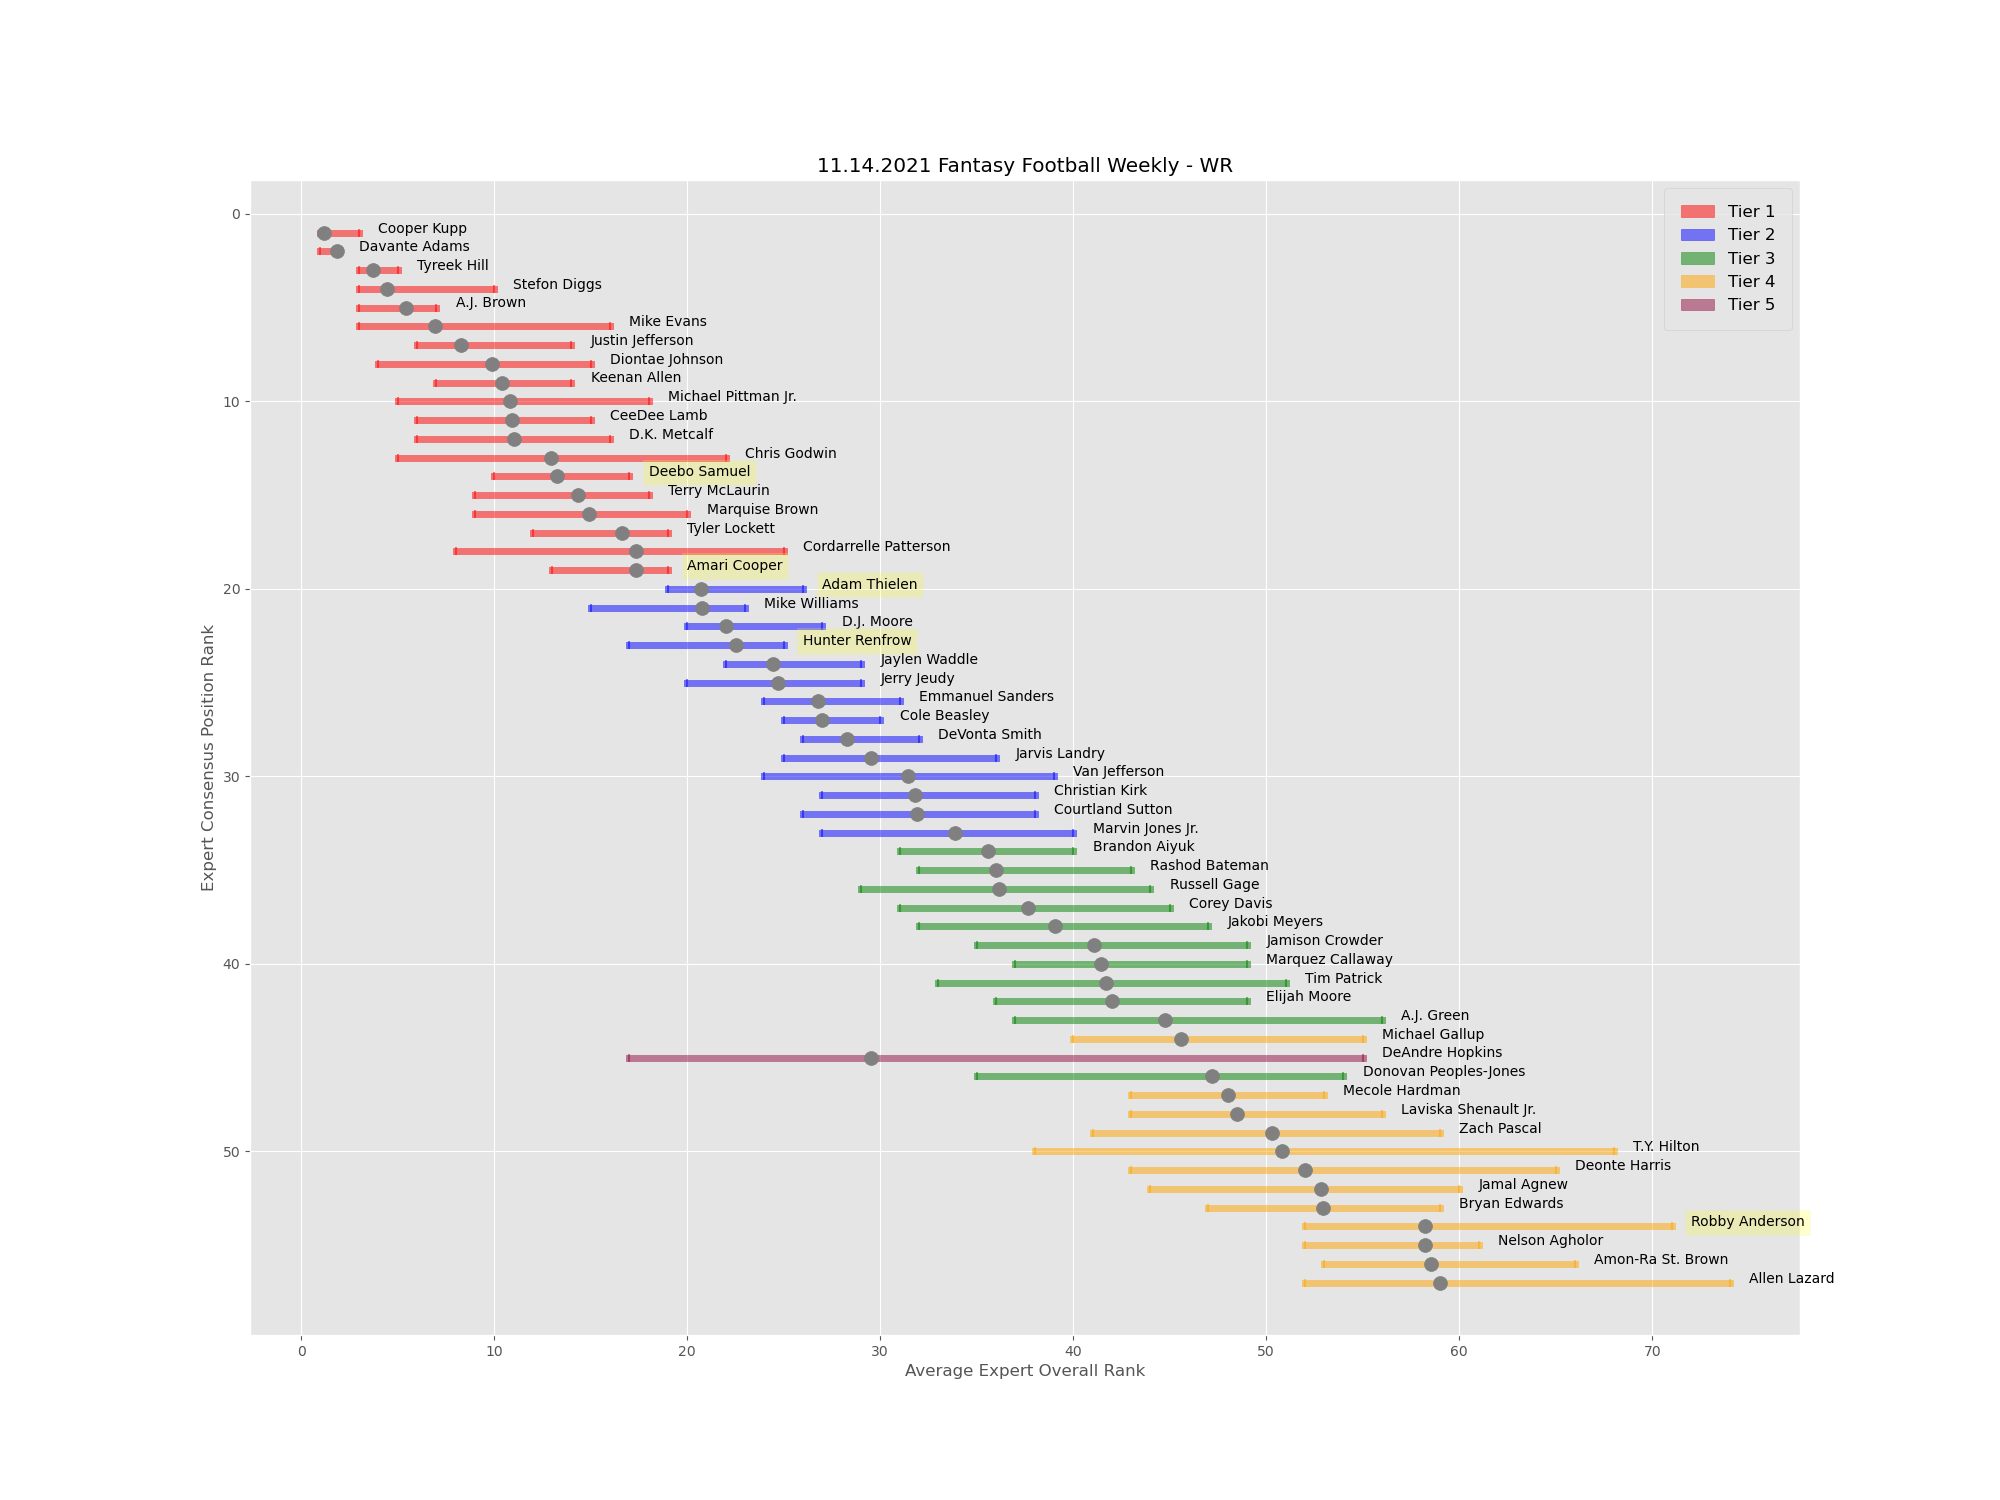 11.14.2021 Fantasy Football Weekly - WR
Tier 1
Tier 2
Tier 3
Tier 4
Tier 5
Expert Consensus Position Rank
0
10
20
30
40
50
Cooper Kupp
Davante Adams
Tyreek Hill
Stefon Diggs
A.J. Brown
Mike Evans
Justin Jefferson
Diontae Johnson
Keenan Allen
Michael Pittman Jr.
CeeDee Lamb
D.K. Metcalf
Chris Godwin
Deebo Samuel
Terry McLaurin
Marquise Brown
Tyler Lockett
Cordarrelle Patterson
Amari Cooper
Adam Thielen
Mike Williams
D.J. Moore
Hunter Renfrow
Jaylen Waddle
Jerry Jeudy
Emmanuel Sanders
Cole Beasley
DeVonta Smith
Jarvis Landry
Van Jefferson
Christian Kirk
Courtland Sutton
Marvin Jones Jr.
Brandon Aiyuk
Rashod Bateman
Russell Gage
Corey Davis
Jakobi Meyers
Jamison Crowder
Marquez Callaway
Tim Patrick
Elijah Moore
A.J. Green
Michael Gallup
DeAndre Hopkins
Donovan Peoples-Jones
Mecole Hardman
Laviska Shenault Jr.
Zach Pascal
T.Y. Hilton
Deonte Harris
Jamal Agnew
Bryan Edwards
Robby Anderson
Nelson Agholor
Amon-Ra St. Brown
Allen Lazard
0 10 20 30 40 50 60 70
Average Expert Overall Rank